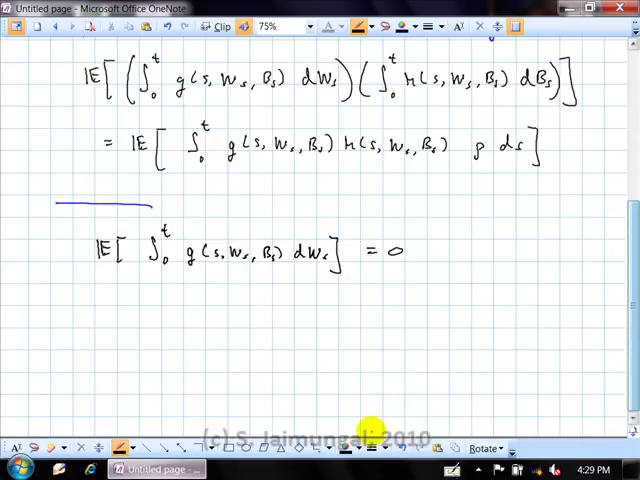 Untitled page - Microsoft Office OneNote
Clip
75%
𝔼[ ( ∫₀ᵗ g(s, Wₛ, Bₛ) dWₛ ) ( ∫₀ᵗ h(s, Wₛ, Bₛ) dBₛ ) ]
= 𝔼[ ∫₀ᵗ g(s, Wₛ, Bₛ) h(s, Wₛ, Bₛ) ρ ds ]
𝔼[ ∫₀ᵗ g(s, Wₛ, Bₛ) dWₛ ] = 0
(c) S. Jaimungal, 2010
Rotate
Untitled page - Micr...
4:29 PM